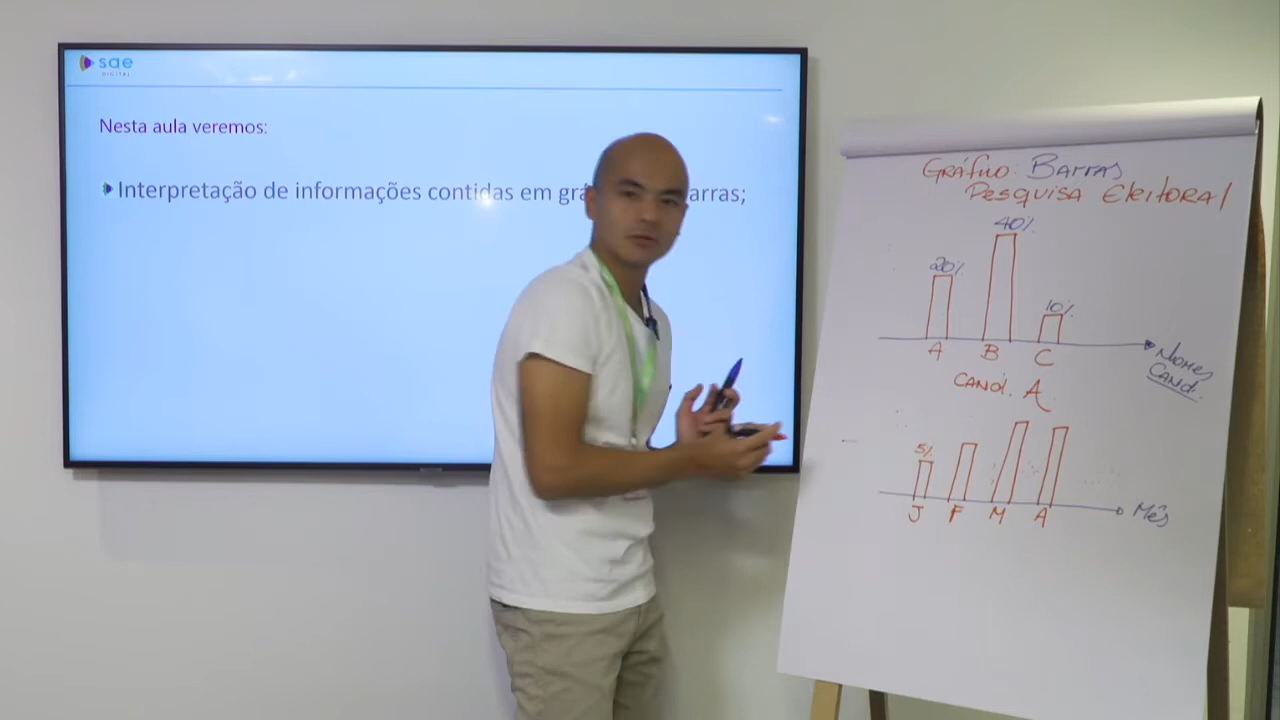 sae
DIGITAL
Nesta aula veremos:
Interpretação de informações contidas em grá arras;
Gráfico: Barras
Pesquisa Eleitoral
40%
20%
10%
A B C
Nomes
Cand.
Cand. A
5%
J F M A
Mês